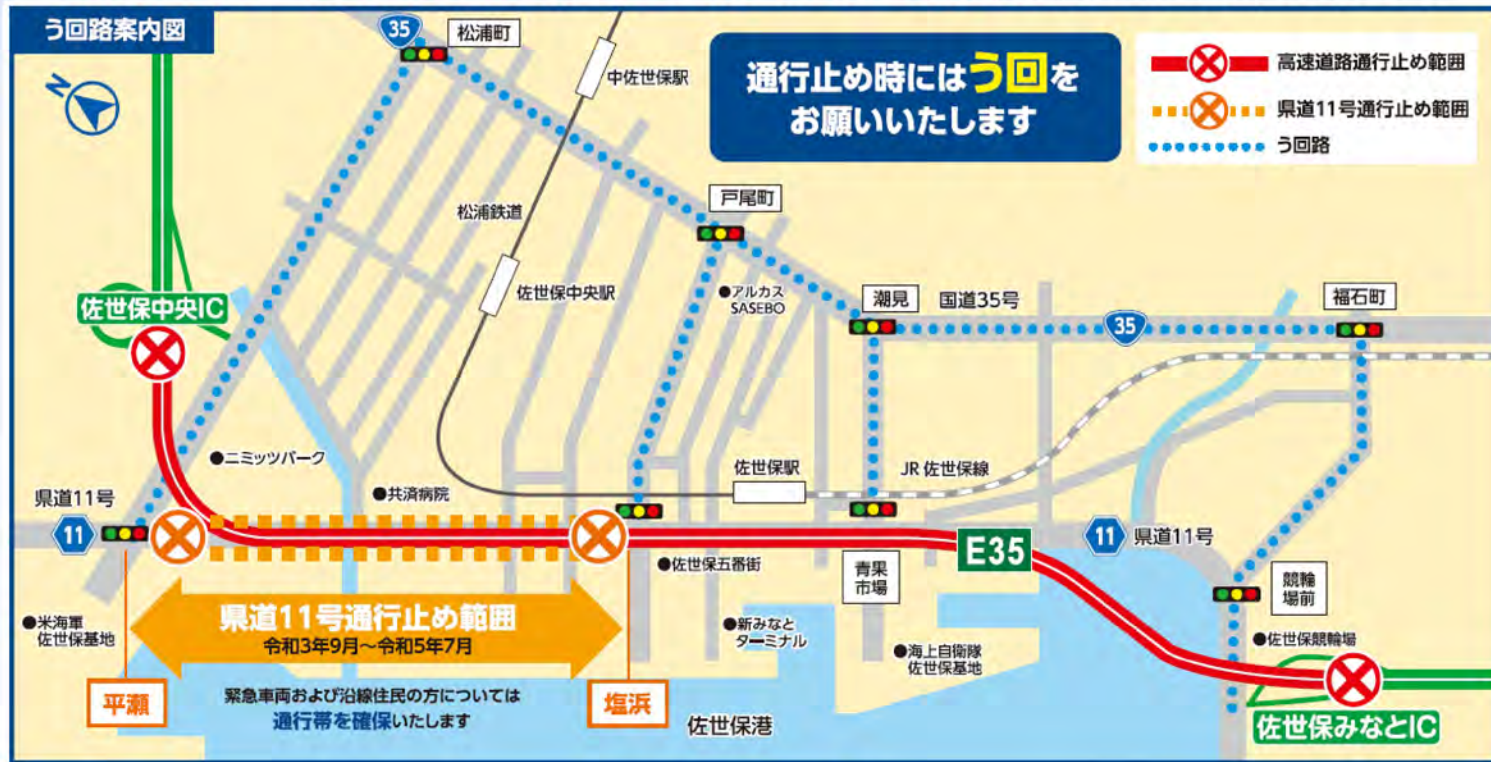 う回路案内図
N
35
松浦町
中佐世保駅
通行止め時にはう回を
お願いいたします
高速道路通行止め範囲
県道11号通行止め範囲
う回路
松浦鉄道
戸尾町
佐世保中央駅
●アルカス
SASEBO
潮見
国道35号
35
福石町
佐世保中央IC
●ニミッツパーク
●共済病院
佐世保駅
JR 佐世保線
県道11号
11
E35
11
県道11号
●佐世保五番街
青果
市場
競輪
場前
●米海軍
佐世保基地
県道11号通行止め範囲
令和3年9月～令和5年7月
●新みなと
ターミナル
●海上自衛隊
佐世保基地
●佐世保競輪場
平瀬
緊急車両および沿線住民の方については
通行帯を確保いたします
塩浜
佐世保港
佐世保みなとIC